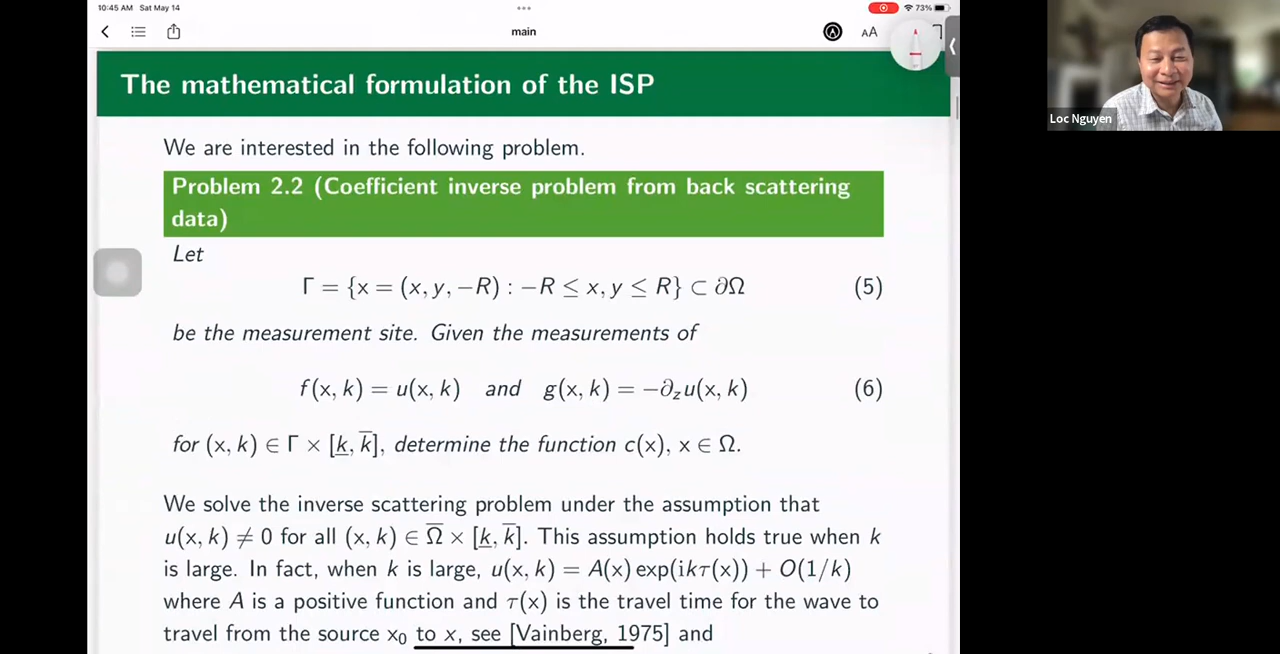 10:45 AM Sat May 14
73%
main
AA
The mathematical formulation of the ISP
We are interested in the following problem.
Problem 2.2 (Coefficient inverse problem from back scattering
data)
Let
Γ = {x = (x, y, −R) : −R ≤ x, y ≤ R} ⊂ ∂Ω (5)
be the measurement site. Given the measurements of
f(x, k) = u(x, k) and g(x, k) = −∂_z u(x, k) (6)
for (x, k) ∈ Γ × [k̲, k̅], determine the function c(x), x ∈ Ω.
We solve the inverse scattering problem under the assumption that
u(x, k) ≠ 0 for all (x, k) ∈ Ω̅ × [k̲, k̅]. This assumption holds true when k
is large. In fact, when k is large, u(x, k) = A(x) exp(ikτ(x)) + O(1/k)
where A is a positive function and τ(x) is the travel time for the wave to
travel from the source x₀ to x, see [Vainberg, 1975] and
Loc Nguyen